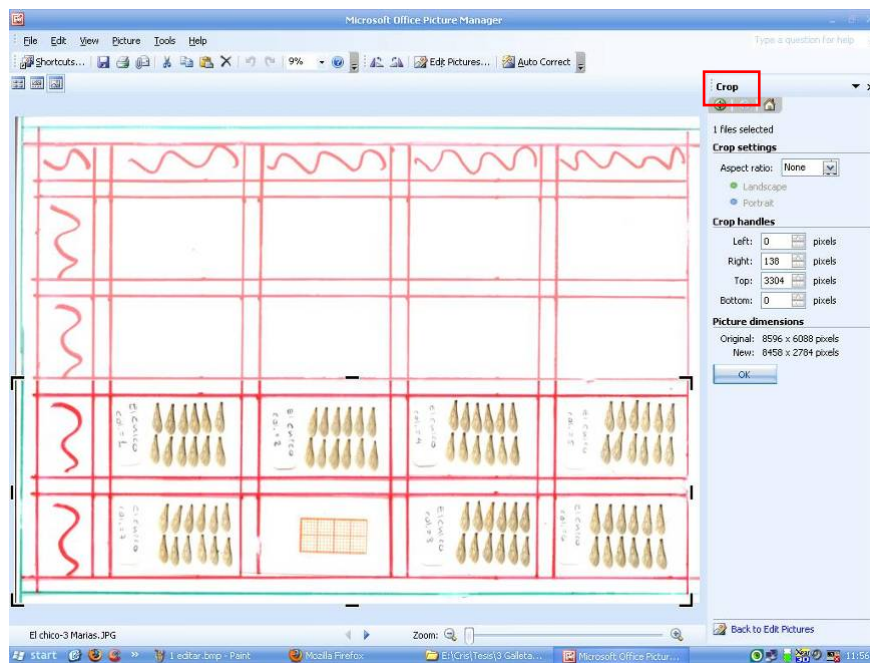 Microsoft Office Picture Manager
File Edit View Picture Tools Help
Type a question for help
Shortcuts... 9% Edit Pictures... Auto Correct
Crop
1 files selected
Crop settings
Aspect ratio: None
Landscape
Portrait
Crop handles
Left: 0 pixels
Right: 138 pixels
Top: 3304 pixels
Bottom: 0 pixels
Picture dimensions
Original: 8596 x 6088 pixels
New: 8458 x 2784 pixels
OK
Back to Edit Pictures
El chico-3 Marias.JPG
Zoom:
start
1 editar.bmp - Paint
Mozilla Firefox
E:\Cris\Tesis\3 Galeta...
Microsoft Office Pictur...
11:56